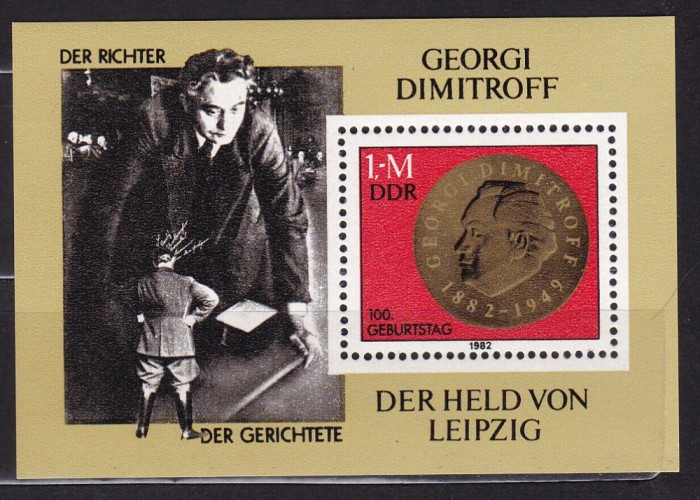 DER RICHTER
GEORGI
DIMITROFF
1,-M
DDR
GEORGI DIMITROFF
1882-1949
100.
GEBURTSTAG
1982
DER GERICHTETE
DER HELD VON
LEIPZIG